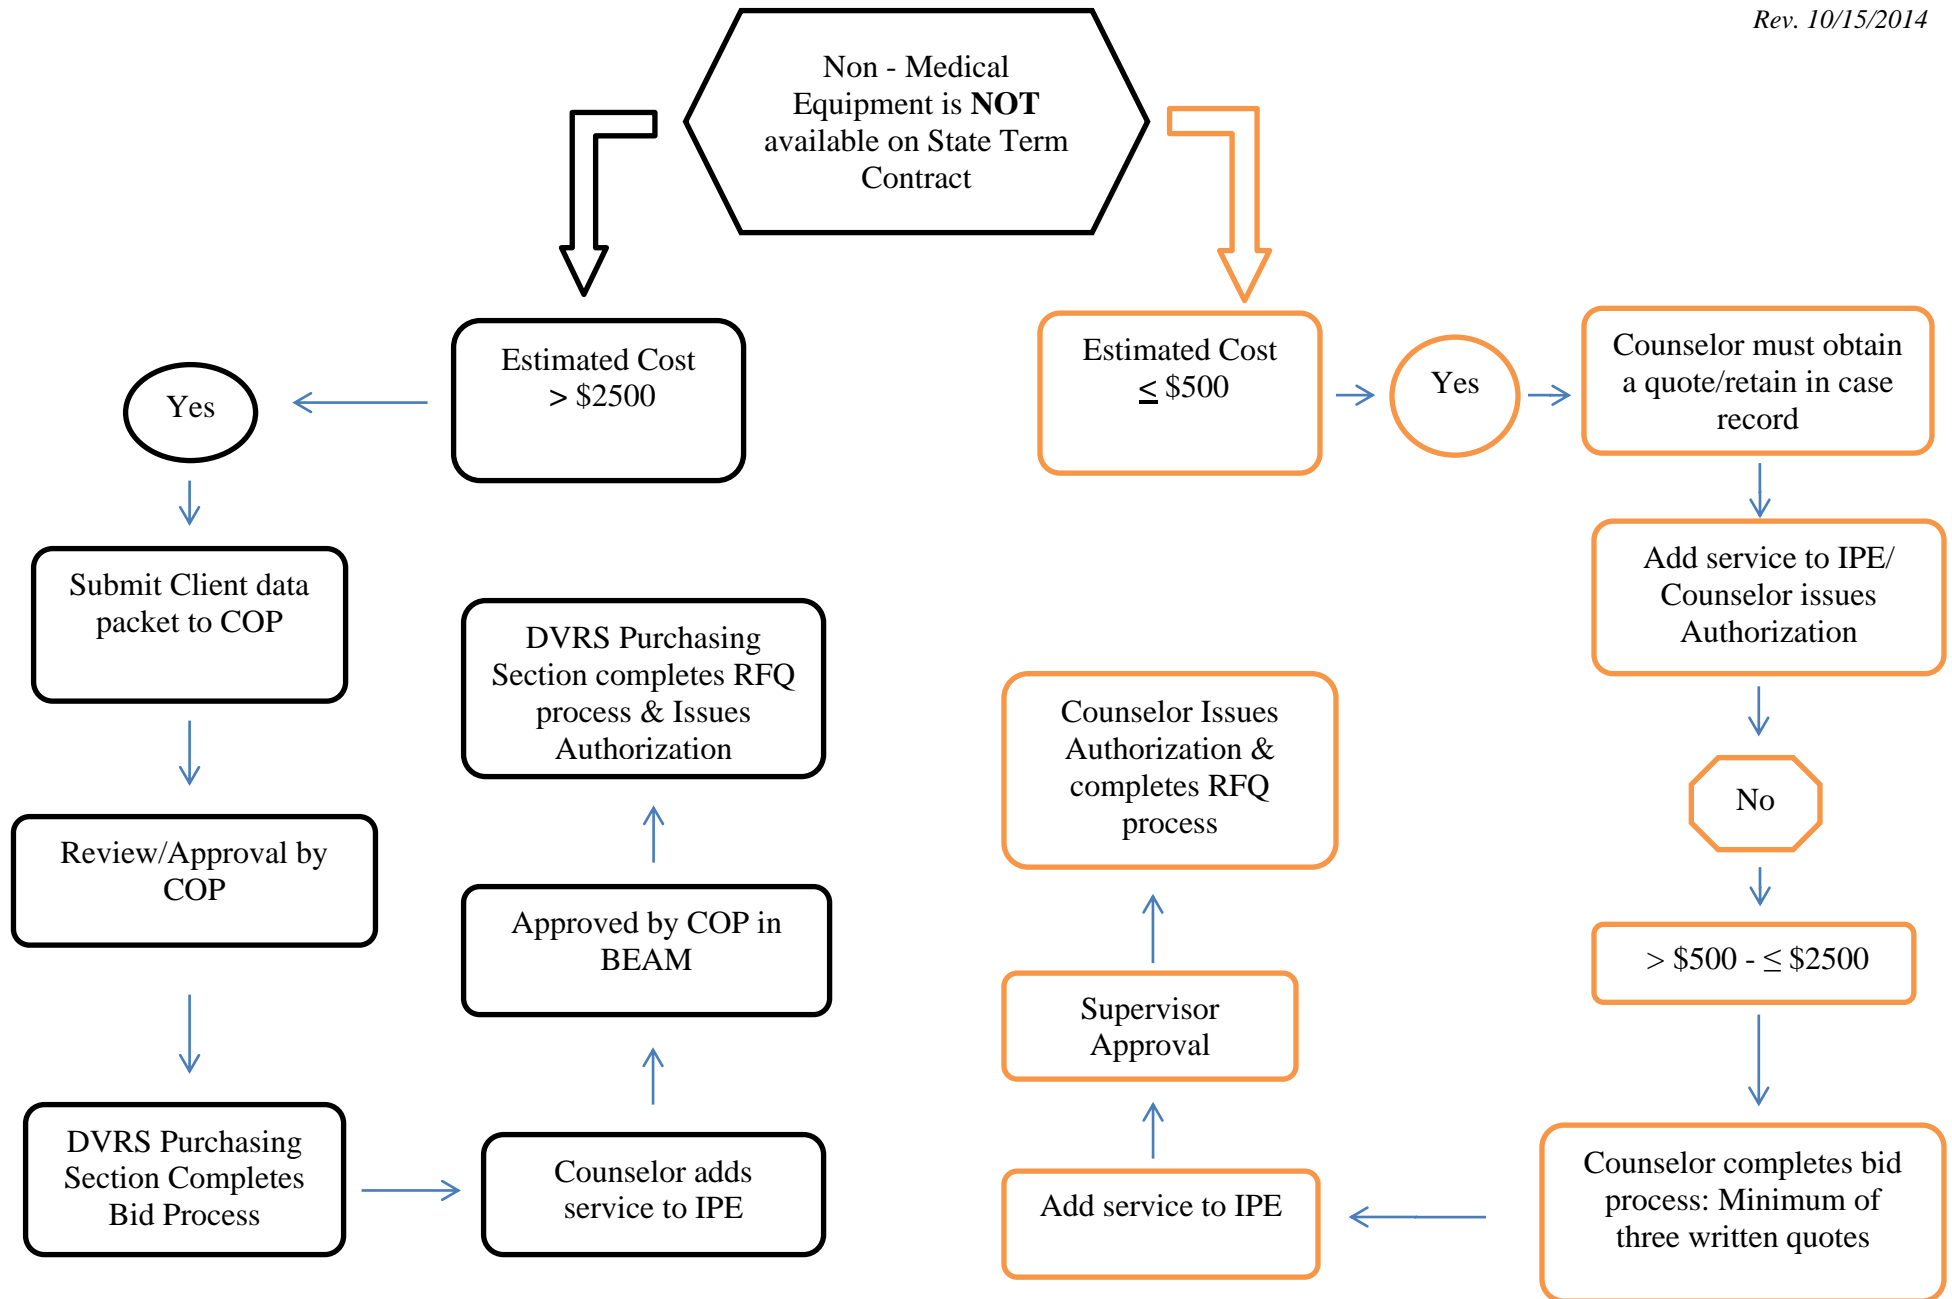 Rev. 10/15/2014
Non - Medical
Equipment is NOT
available on State Term
Contract
Estimated Cost
> $2500
Yes
Submit Client data
packet to COP
Review/Approval by
COP
DVRS Purchasing
Section Completes
Bid Process
Counselor adds
service to IPE
Approved by COP in
BEAM
DVRS Purchasing
Section completes RFQ
process & Issues
Authorization
Estimated Cost
≤ $500
Yes
Counselor must obtain
a quote/retain in case
record
Add service to IPE/
Counselor issues
Authorization
No
> $500 - ≤ $2500
Counselor completes bid
process: Minimum of
three written quotes
Add service to IPE
Supervisor
Approval
Counselor Issues
Authorization &
completes RFQ
process